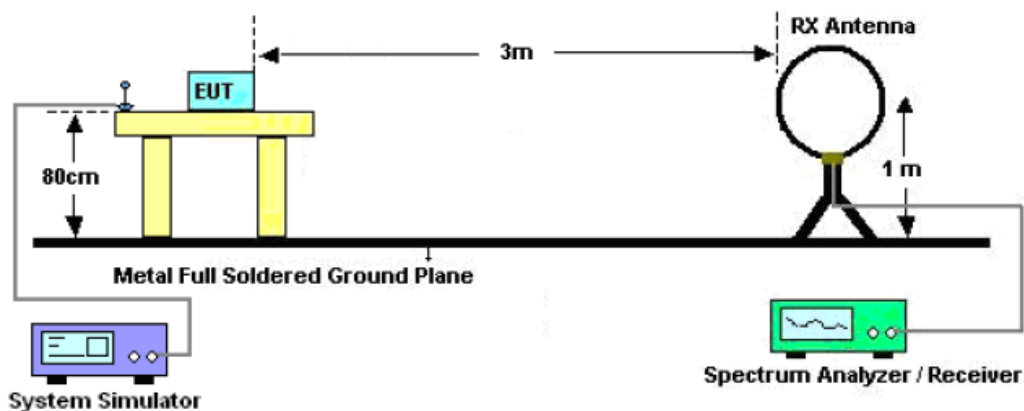 RX Antenna
3m
EUT
80cm
1 m
Metal Full Soldered Ground Plane
System Simulator
Spectrum Analyzer / Receiver